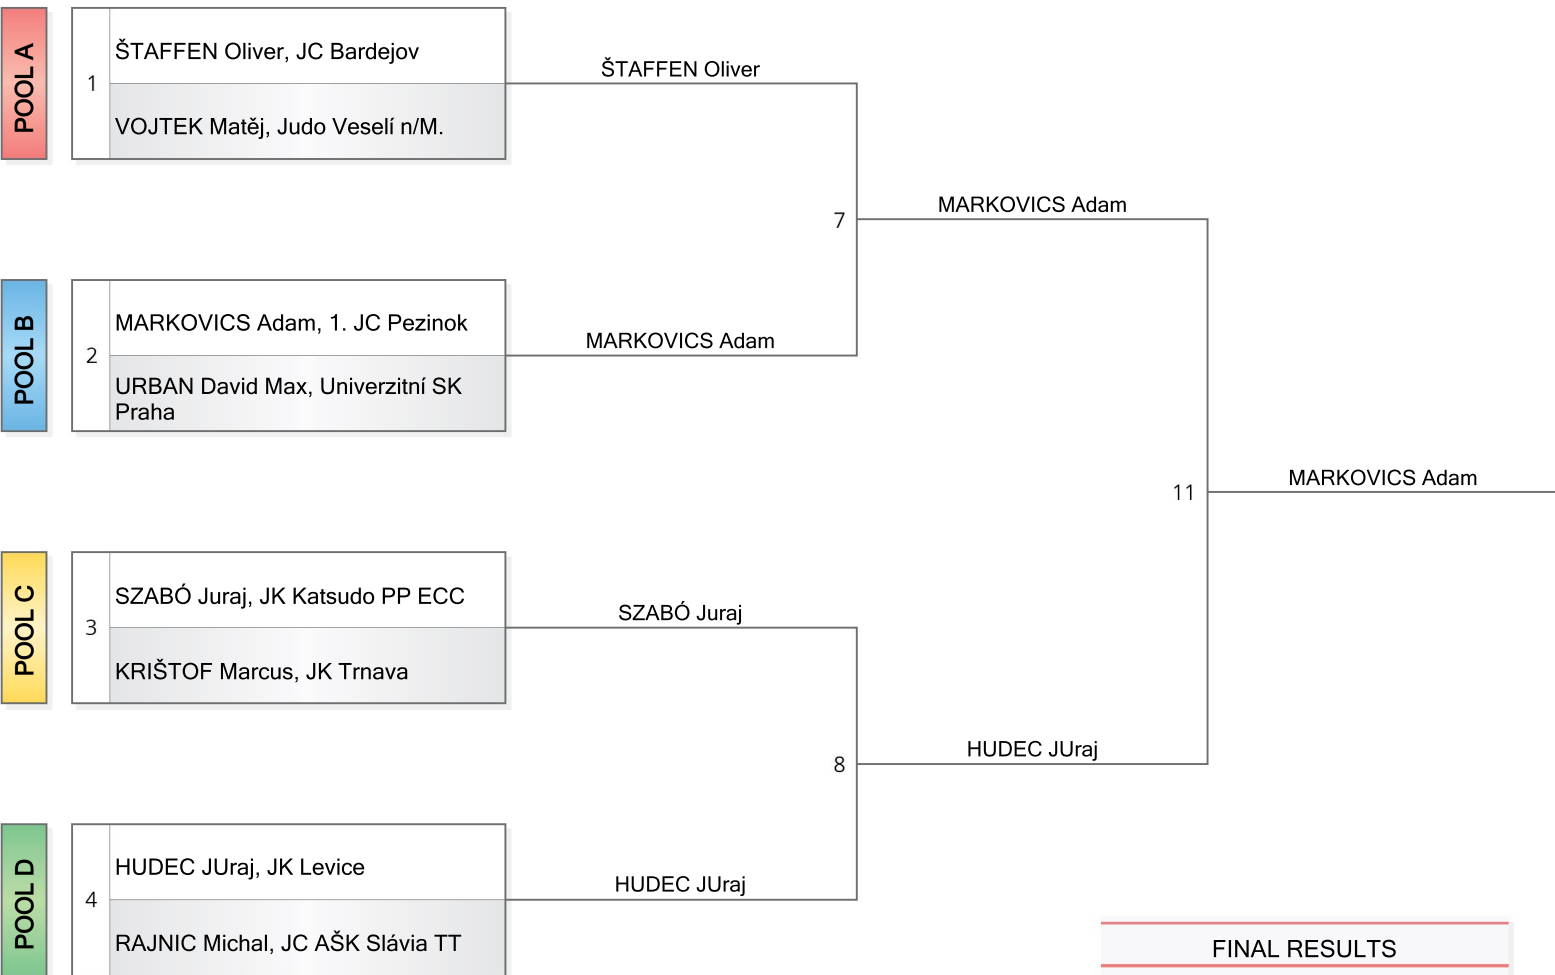 POOL A
1
ŠTAFFEN Oliver, JC Bardejov
VOJTEK Matěj, Judo Veselí n/M.
ŠTAFFEN Oliver
7
MARKOVICS Adam
POOL B
2
MARKOVICS Adam, 1. JC Pezinok
URBAN David Max, Univerzitní SK
Praha
MARKOVICS Adam
11
MARKOVICS Adam
POOL C
3
SZABÓ Juraj, JK Katsudo PP ECC
KRIŠTOF Marcus, JK Trnava
SZABÓ Juraj
8
HUDEC JUraj
POOL D
4
HUDEC JUraj, JK Levice
RAJNIC Michal, JC AŠK Slávia TT
HUDEC JUraj
FINAL RESULTS